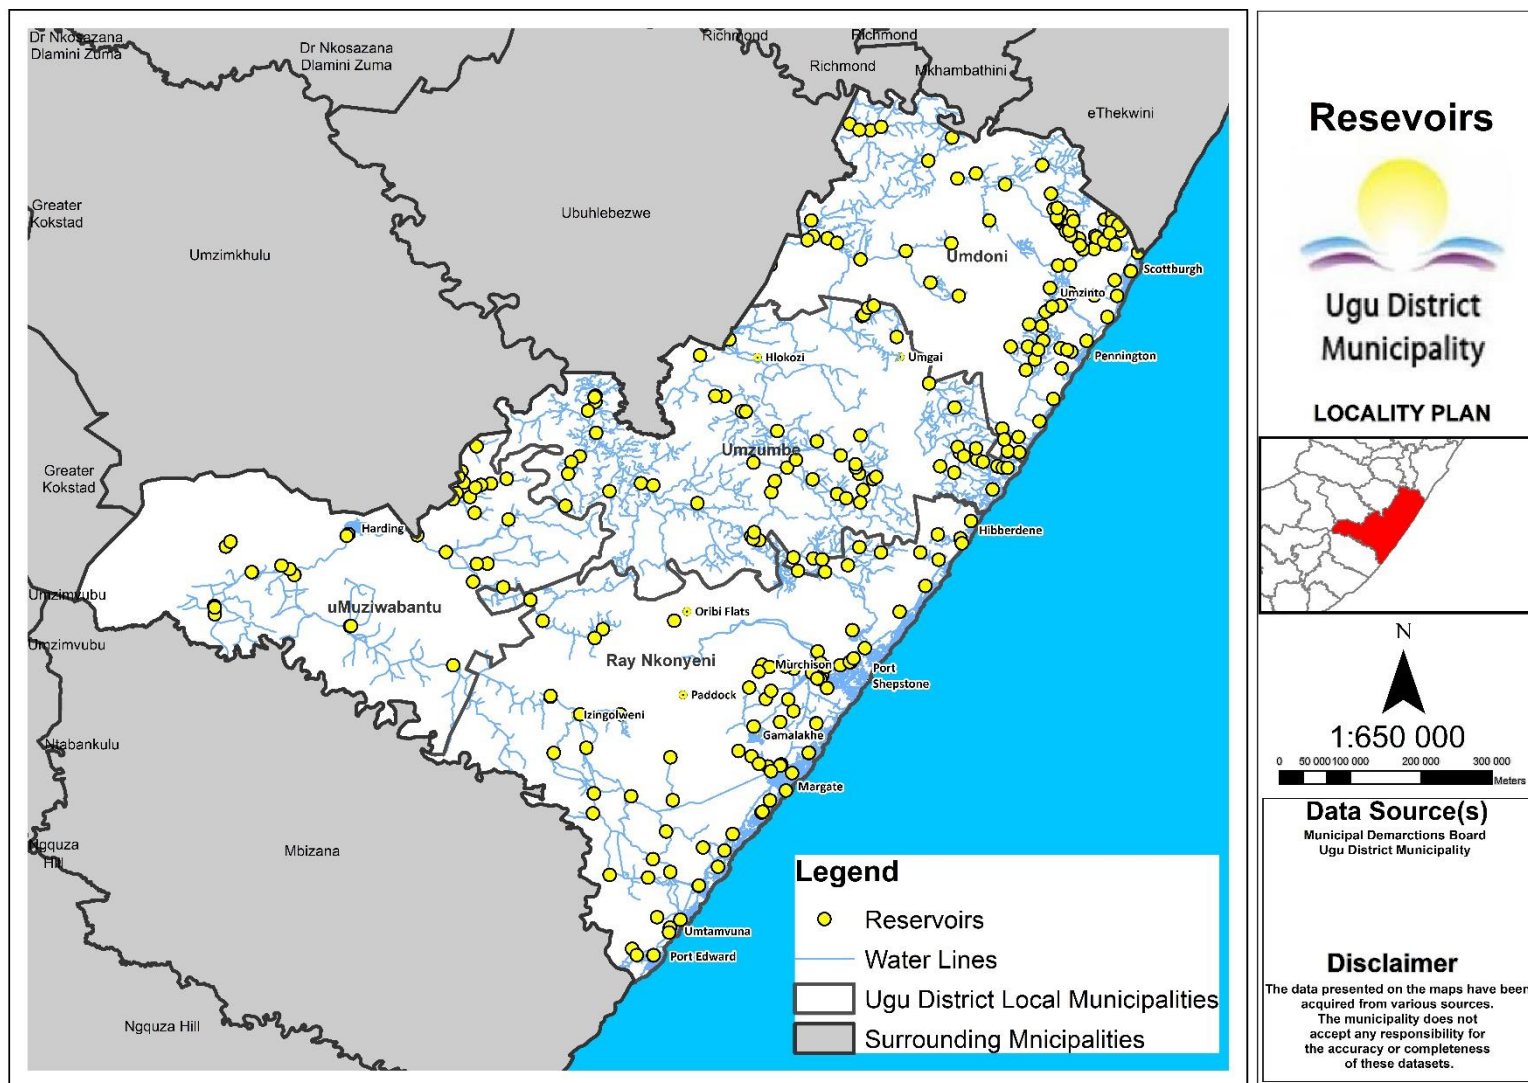 Dr Nkosazana
Dlamini Zuma
Dr Nkosazana
Dlamini Zuma
Richmond
Richmond
Richmond
Mkhambathini
eThekwini
Greater
Kokstad
Ubuhlebezwe
Umzimkhulu
Umdoni
Scottburgh
Umzinto
Pennington
Hlokozi
Umgai
Greater
Kokstad
Umzumbe
Harding
Hibberdene
Umzimvubu
uMuziwabantu
Oribi Flats
Umzimvubu
Ray Nkonyeni
Murchison
Port
Shepstone
Paddock
Izingolweni
Gamalakhe
Ntabankulu
Margate
Ngquza
Hill
Mbizana
Umtamvuna
Port Edward
Ngquza Hill
Legend
Reservoirs
Water Lines
Ugu District Local Municipalities
Surrounding Mnicipalities
Resevoirs
Ugu District
Municipality
LOCALITY PLAN
N
1:650 000
0 50 000 100 000 200 000 300 000
Meters
Data Source(s)
Municipal Demarctions Board
Ugu District Municipality
Disclaimer
The data presented on the maps have been
acquired from various sources.
The municipality does not
accept any responsibility for
the accuracy or completeness
of these datasets.